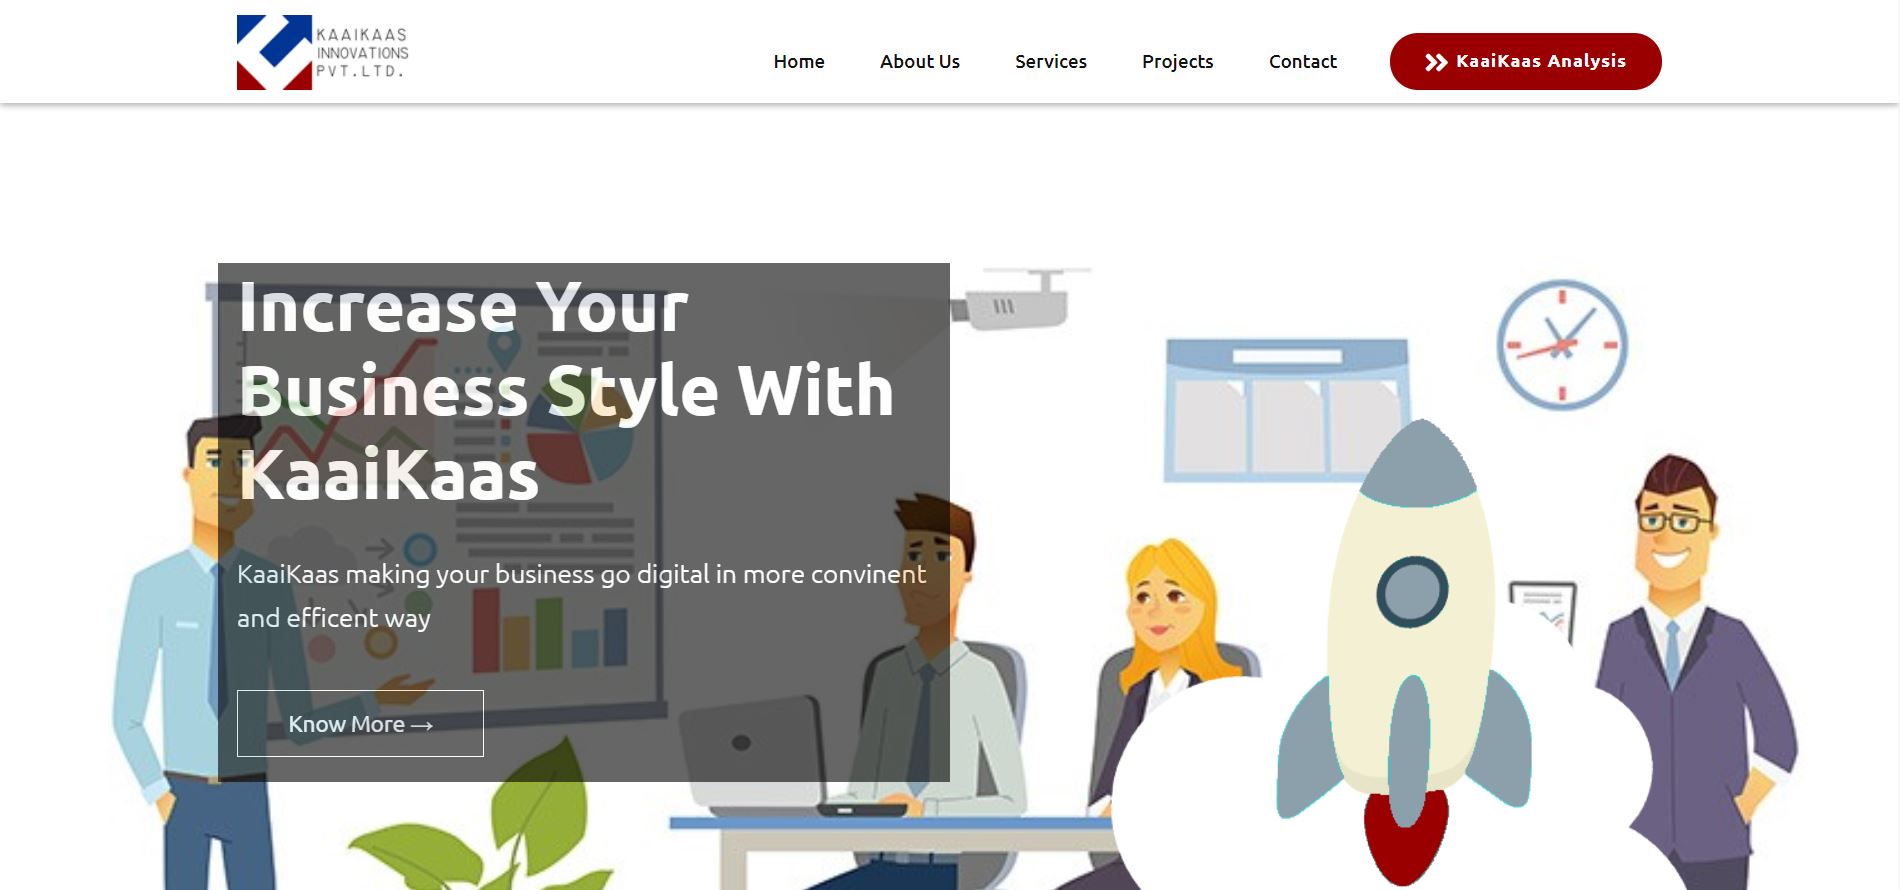 KAAIKAAS
INNOVATIONS
PVT.LTD.
Home About Us Services Projects Contact KaaiKaas Analysis
Increase Your
Business Style With
KaaiKaas
KaaiKaas making your business go digital in more convinent
and efficent way
Know More →